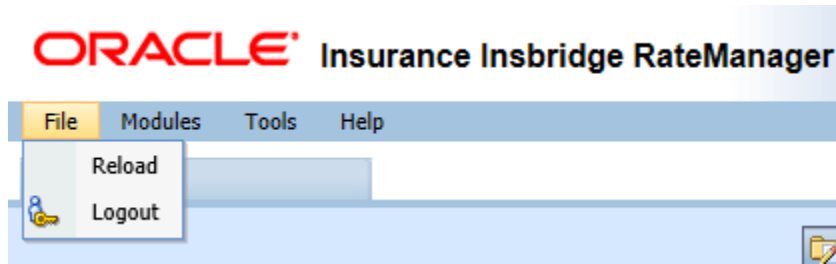 ORACLE Insurance Insbridge RateManager
File Modules Tools Help
Reload
Logout